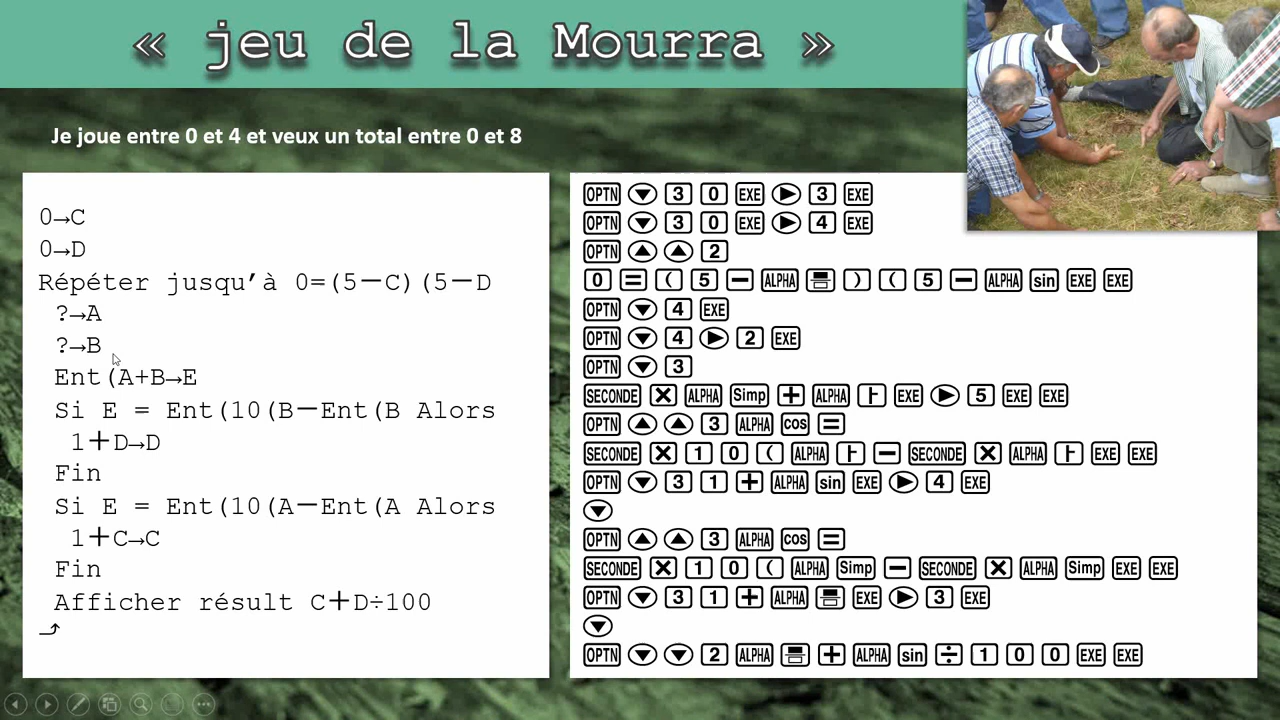 « jeu de la Mourra »
Je joue entre 0 et 4 et veux un total entre 0 et 8
0→C
0→D
Répéter jusqu’à 0=(5−C)(5−D
?→A
?→B
Ent(A+B→E
Si E = Ent(10(B−Ent(B Alors
1+D→D
Fin
Si E = Ent(10(A−Ent(A Alors
1+C→C
Fin
Afficher résult C+D÷100
⤴
OPTN ▼ 3 0 EXE ▶ 3 EXE
OPTN ▼ 3 0 EXE ▶ 4 EXE
OPTN ▲ ▲ 2
0 = ( 5 − ALPHA ) ( 5 − ALPHA sin EXE EXE
OPTN ▼ 4 EXE
OPTN ▼ 4 ▶ 2 EXE
OPTN ▼ 3
SECONDE × ALPHA Simp + ALPHA EXE ▶ 5 EXE EXE
OPTN ▲ ▲ 3 ALPHA cos =
SECONDE × 1 0 ( ALPHA − SECONDE × ALPHA EXE EXE
OPTN ▼ 3 1 + ALPHA sin EXE ▶ 4 EXE
▼
OPTN ▲ ▲ 3 ALPHA cos =
SECONDE × 1 0 ( ALPHA Simp − SECONDE × ALPHA Simp EXE EXE
OPTN ▼ 3 1 + ALPHA EXE ▶ 3 EXE
▼
OPTN ▼ ▼ 2 ALPHA + ALPHA sin ÷ 1 0 0 EXE EXE